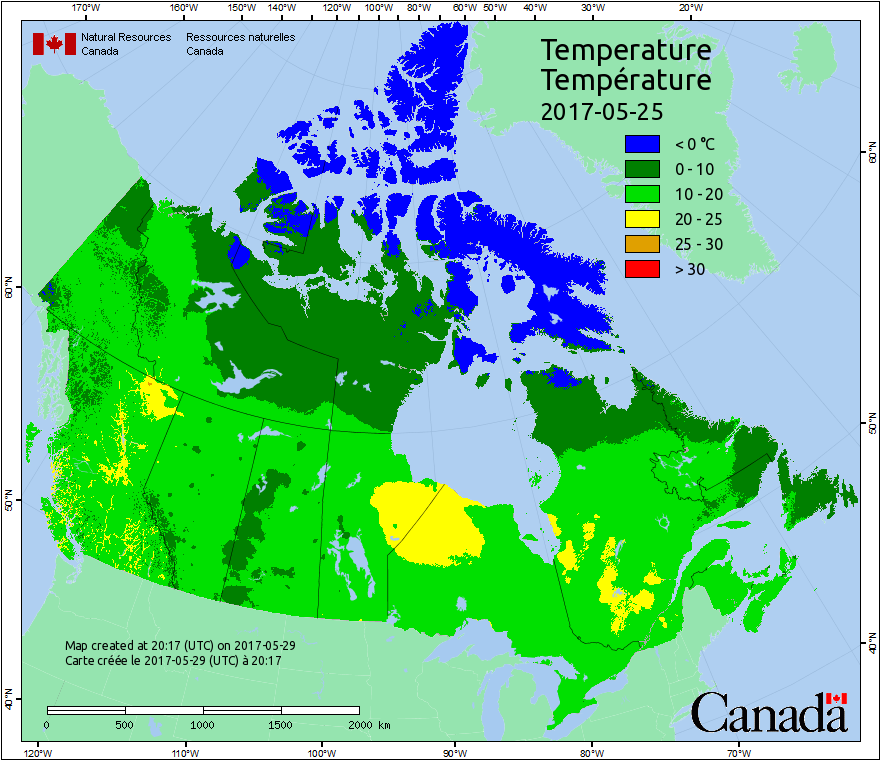 170°W 160°W 150°W 140°W 120°W 100°W 80°W 60°W 50°W 40°W 30°W 20°W
Natural Resources Ressources naturelles
Canada Canada
Temperature
Température
2017-05-25
< 0 °C
0 - 10
10 - 20
20 - 25
25 - 30
> 30
60°N
60°N
50°N
50°N
40°N
40°N
Map created at 20:17 (UTC) on 2017-05-29
Carte créée le 2017-05-29 (UTC) à 20:17
0 500 1000 1500 2000 km
Canada
120°W 110°W 100°W 90°W 80°W 70°W